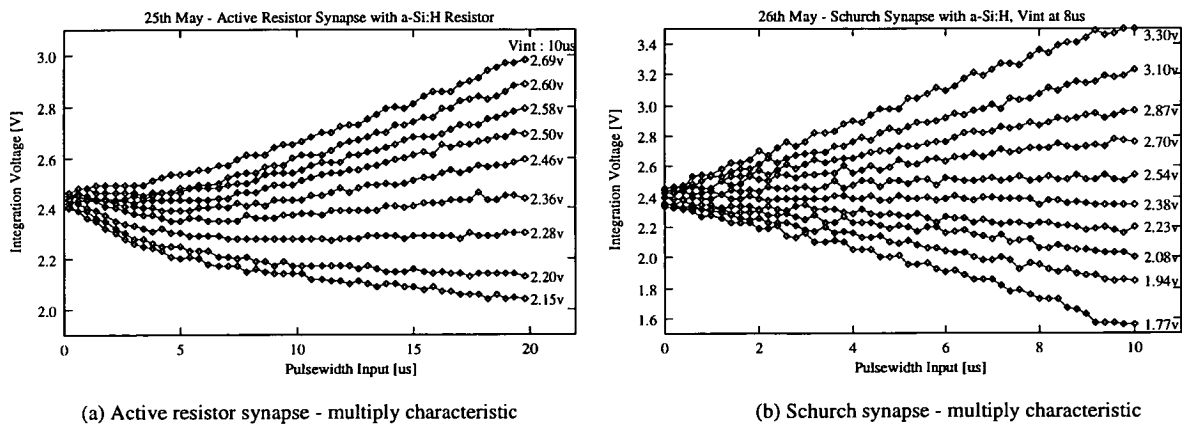 25th May - Active Resistor Synapse with a-Si:H Resistor
Integration Voltage [V]
3.0
2.8
2.6
2.4
2.2
2.0
Vint : 10us
2.69v
2.60v
2.58v
2.50v
2.46v
2.36v
2.28v
2.20v
2.15v
0 5 10 15 20
Pulsewidth Input [us]
(a) Active resistor synapse - multiply characteristic
26th May - Schurch Synapse with a-Si:H, Vint at 8us
Integration Voltage [V]
3.4
3.2
3.0
2.8
2.6
2.4
2.2
2.0
1.8
1.6
3.30v
3.10v
2.87v
2.70v
2.54v
2.38v
2.23v
2.08v
1.94v
1.77v
0 2 4 6 8 10
Pulsewidth Input [us]
(b) Schurch synapse - multiply characteristic